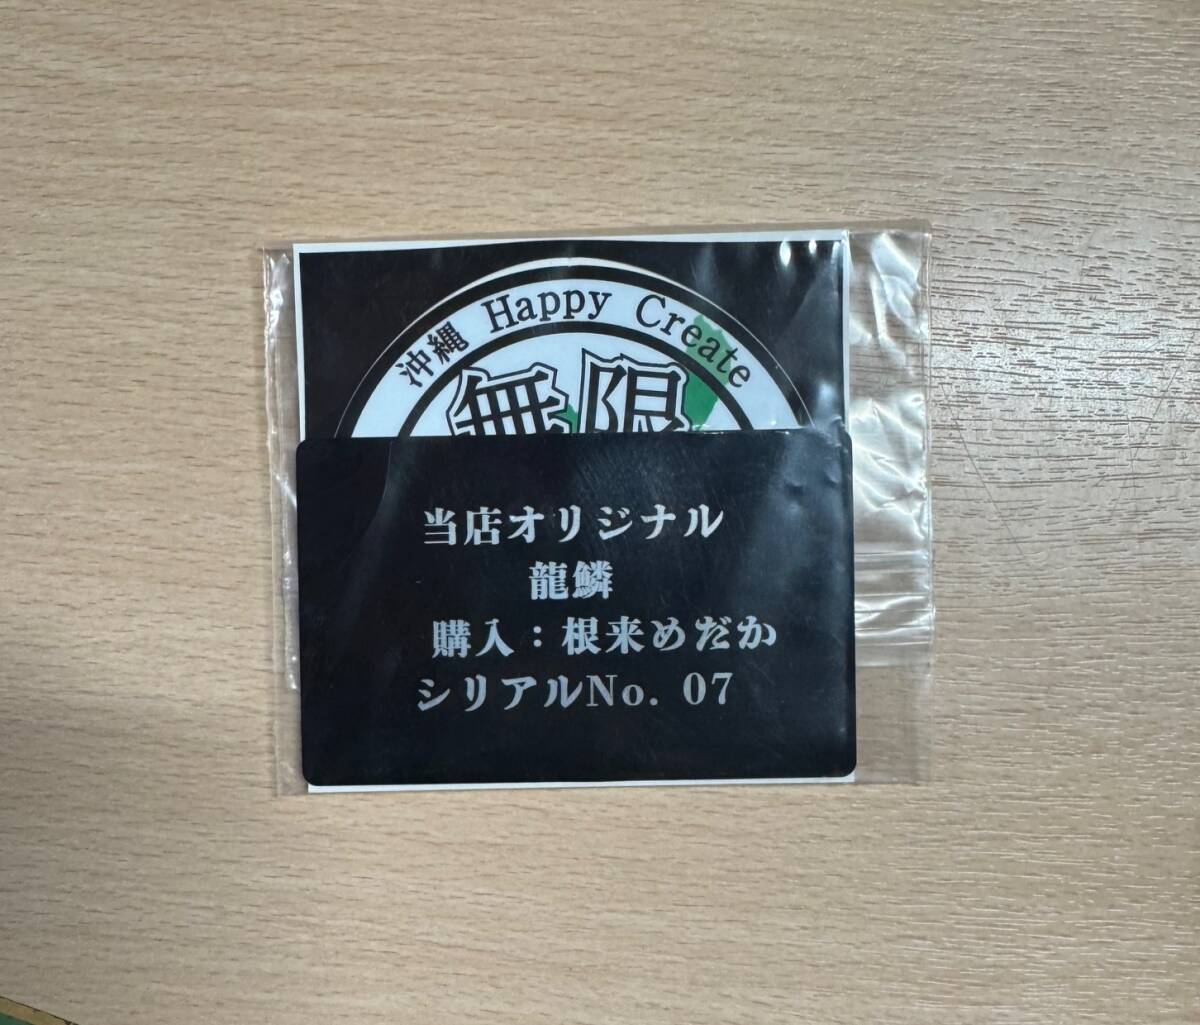 沖縄 Happy Create
無限
当店オリジナル
龍鱗
購入：根来めだか
シリアルNo. 07